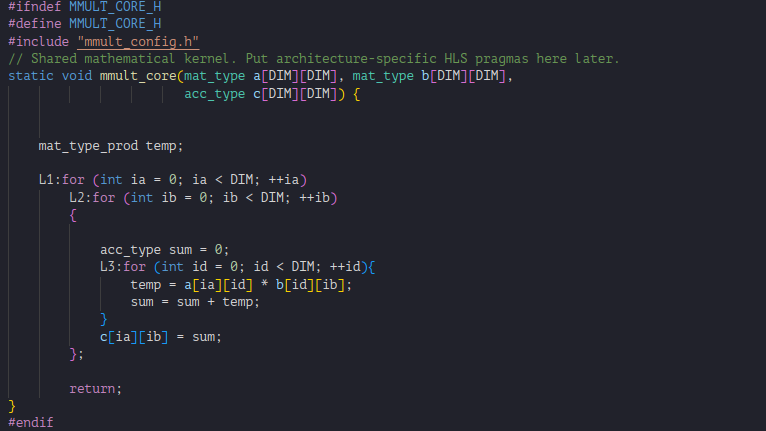 #ifndef MMULT_CORE_H
#define MMULT_CORE_H
#include "mmult_config.h"
// Shared mathematical kernel. Put architecture-specific HLS pragmas here later.
static void mmult_core(mat_type a[DIM][DIM], mat_type b[DIM][DIM],
                       acc_type c[DIM][DIM]) {
    mat_type_prod temp;
    L1:for (int ia = 0; ia < DIM; ++ia)
        L2:for (int ib = 0; ib < DIM; ++ib)
        {
            acc_type sum = 0;
            L3:for (int id = 0; id < DIM; ++id){
                temp = a[ia][id] * b[id][ib];
                sum = sum + temp;
            }
            c[ia][ib] = sum;
        };
        return;
}
#endif